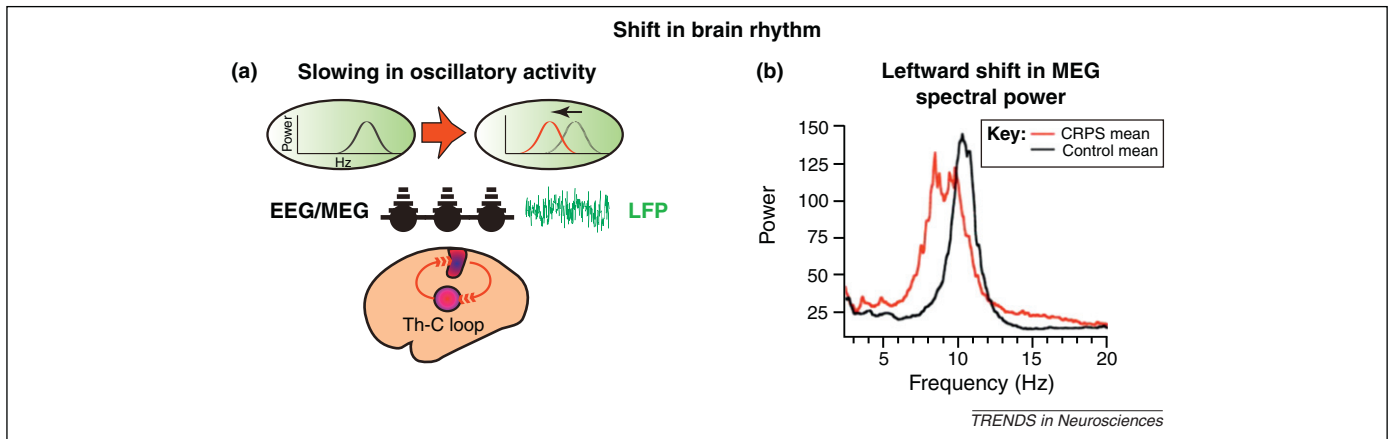 Shift in brain rhythm
(a) Slowing in oscillatory activity
Power
Hz
EEG/MEG
LFP
Th-C loop
(b) Leftward shift in MEG
spectral power
Key: CRPS mean
Control mean
150
125
100
75
50
25
Power
5 10 15 20
Frequency (Hz)
TRENDS in Neurosciences